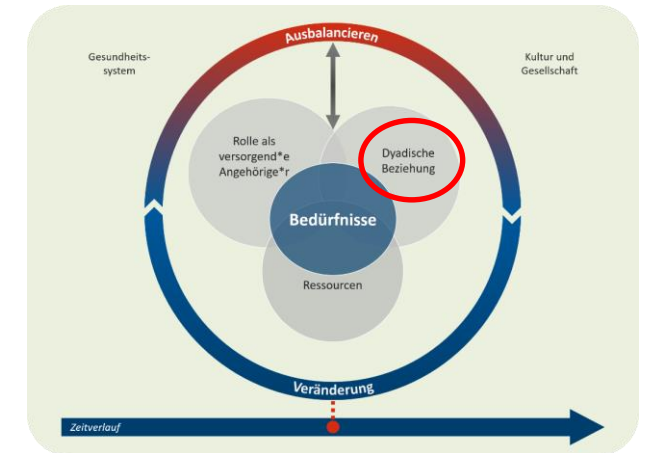 Ausbalancieren
Gesundheits-
system
Kultur und
Gesellschaft
Rolle als
versorgend*e
Angehörige*r
Dyadische
Beziehung
Bedürfnisse
Ressourcen
Veränderung
Zeitverlauf